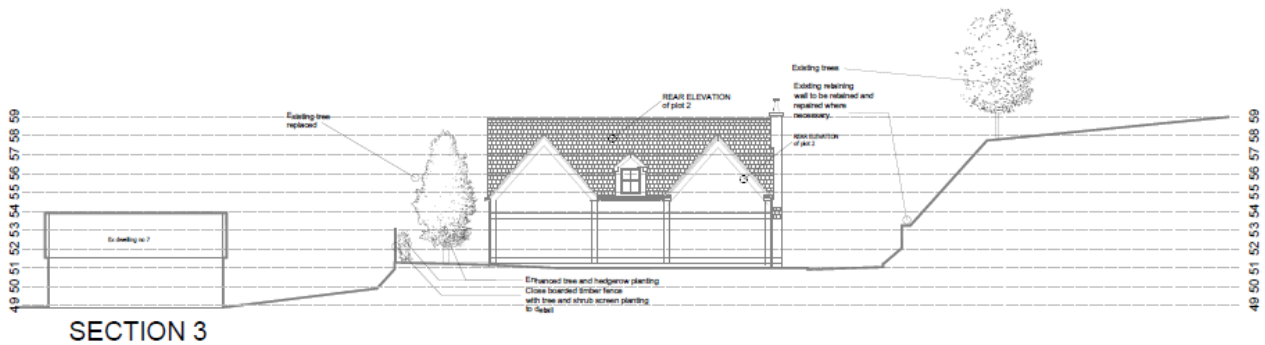 Existing trees
Existing retaining
wall to be retained and
repaired where
necessary.
REAR ELEVATION
of plot 2
Existing tree
replaced
REAR ELEVATION
of plot 2
59
58
57
56
55
54
53
52
51
50
49
59
58
57
56
55
54
53
52
51
50
49
Ex dwelling no 7
Enhanced tree and hedgerow planting
Close boarded timber fence
with tree and shrub screen planting
to detail
SECTION 3